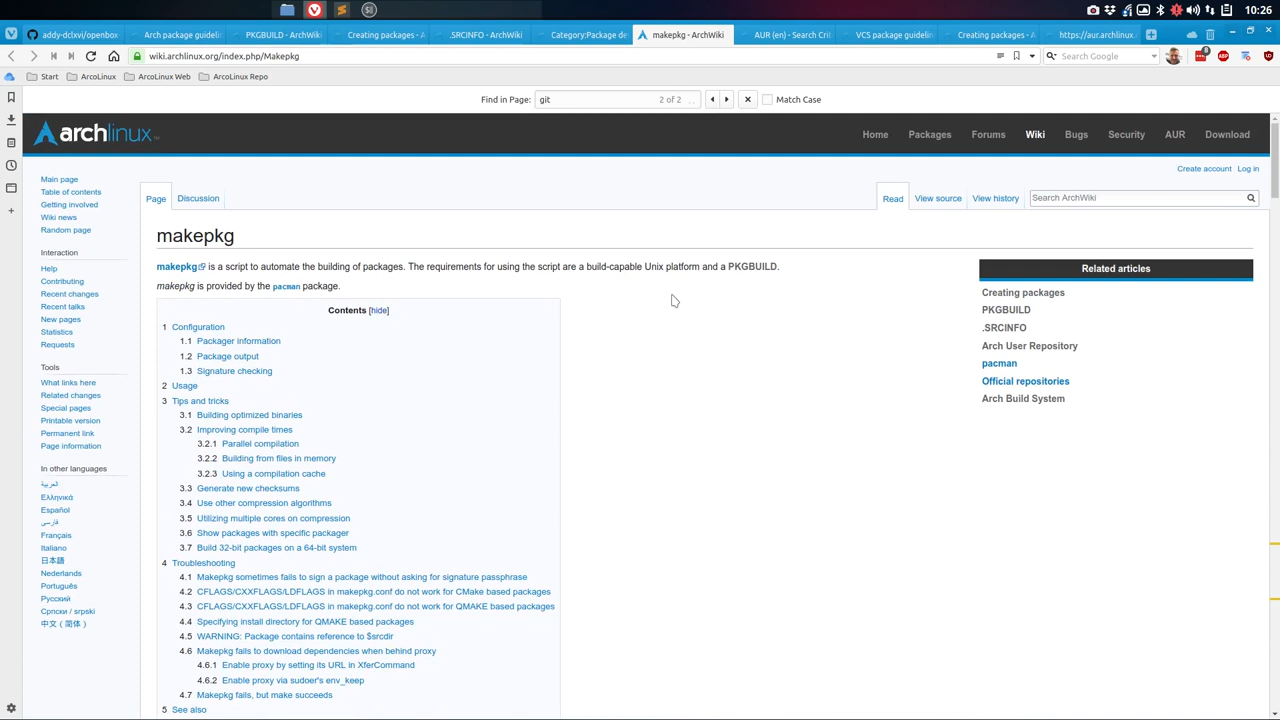 10:26
addy-dclxvi/openbox
Arch package guideli
PKGBUILD - ArchWiki
Creating packages - A
.SRCINFO - ArchWiki
Category:Package de
makepkg - ArchWiki
AUR (en) - Search Crit
VCS package guidelin
Creating packages - A
https://aur.archlinux.
wiki.archlinux.org/index.php/Makepkg
Search Google
8
ABP
Start
ArcoLinux
ArcoLinux Web
ArcoLinux Repo
Find in Page:
git
2 of 2
Match Case
archlinux
Home
Packages
Forums
Wiki
Bugs
Security
AUR
Download
Create account
Log in
Page
Discussion
Read
View source
View history
Search ArchWiki
Main page
Table of contents
Getting involved
Wiki news
Random page
Interaction
Help
Contributing
Recent changes
Recent talks
New pages
Statistics
Requests
Tools
What links here
Related changes
Special pages
Printable version
Permanent link
Page information
In other languages
العربية
Ελληνικά
Español
فارسی
Français
Italiano
日本語
Nederlands
Português
Русский
Српски / srpski
中文（简体）
makepkg
makepkg is a script to automate the building of packages. The requirements for using the script are a build-capable Unix platform and a PKGBUILD.
makepkg is provided by the pacman package.
Contents [hide]
1 Configuration
1.1 Packager information
1.2 Package output
1.3 Signature checking
2 Usage
3 Tips and tricks
3.1 Building optimized binaries
3.2 Improving compile times
3.2.1 Parallel compilation
3.2.2 Building from files in memory
3.2.3 Using a compilation cache
3.3 Generate new checksums
3.4 Use other compression algorithms
3.5 Utilizing multiple cores on compression
3.6 Show packages with specific packager
3.7 Build 32-bit packages on a 64-bit system
4 Troubleshooting
4.1 Makepkg sometimes fails to sign a package without asking for signature passphrase
4.2 CFLAGS/CXXFLAGS/LDFLAGS in makepkg.conf do not work for CMake based packages
4.3 CFLAGS/CXXFLAGS/LDFLAGS in makepkg.conf do not work for QMAKE based packages
4.4 Specifying install directory for QMAKE based packages
4.5 WARNING: Package contains reference to $srcdir
4.6 Makepkg fails to download dependencies when behind proxy
4.6.1 Enable proxy by setting its URL in XferCommand
4.6.2 Enable proxy via sudoer's env_keep
4.7 Makepkg fails, but make succeeds
5 See also
Related articles
Creating packages
PKGBUILD
.SRCINFO
Arch User Repository
pacman
Official repositories
Arch Build System